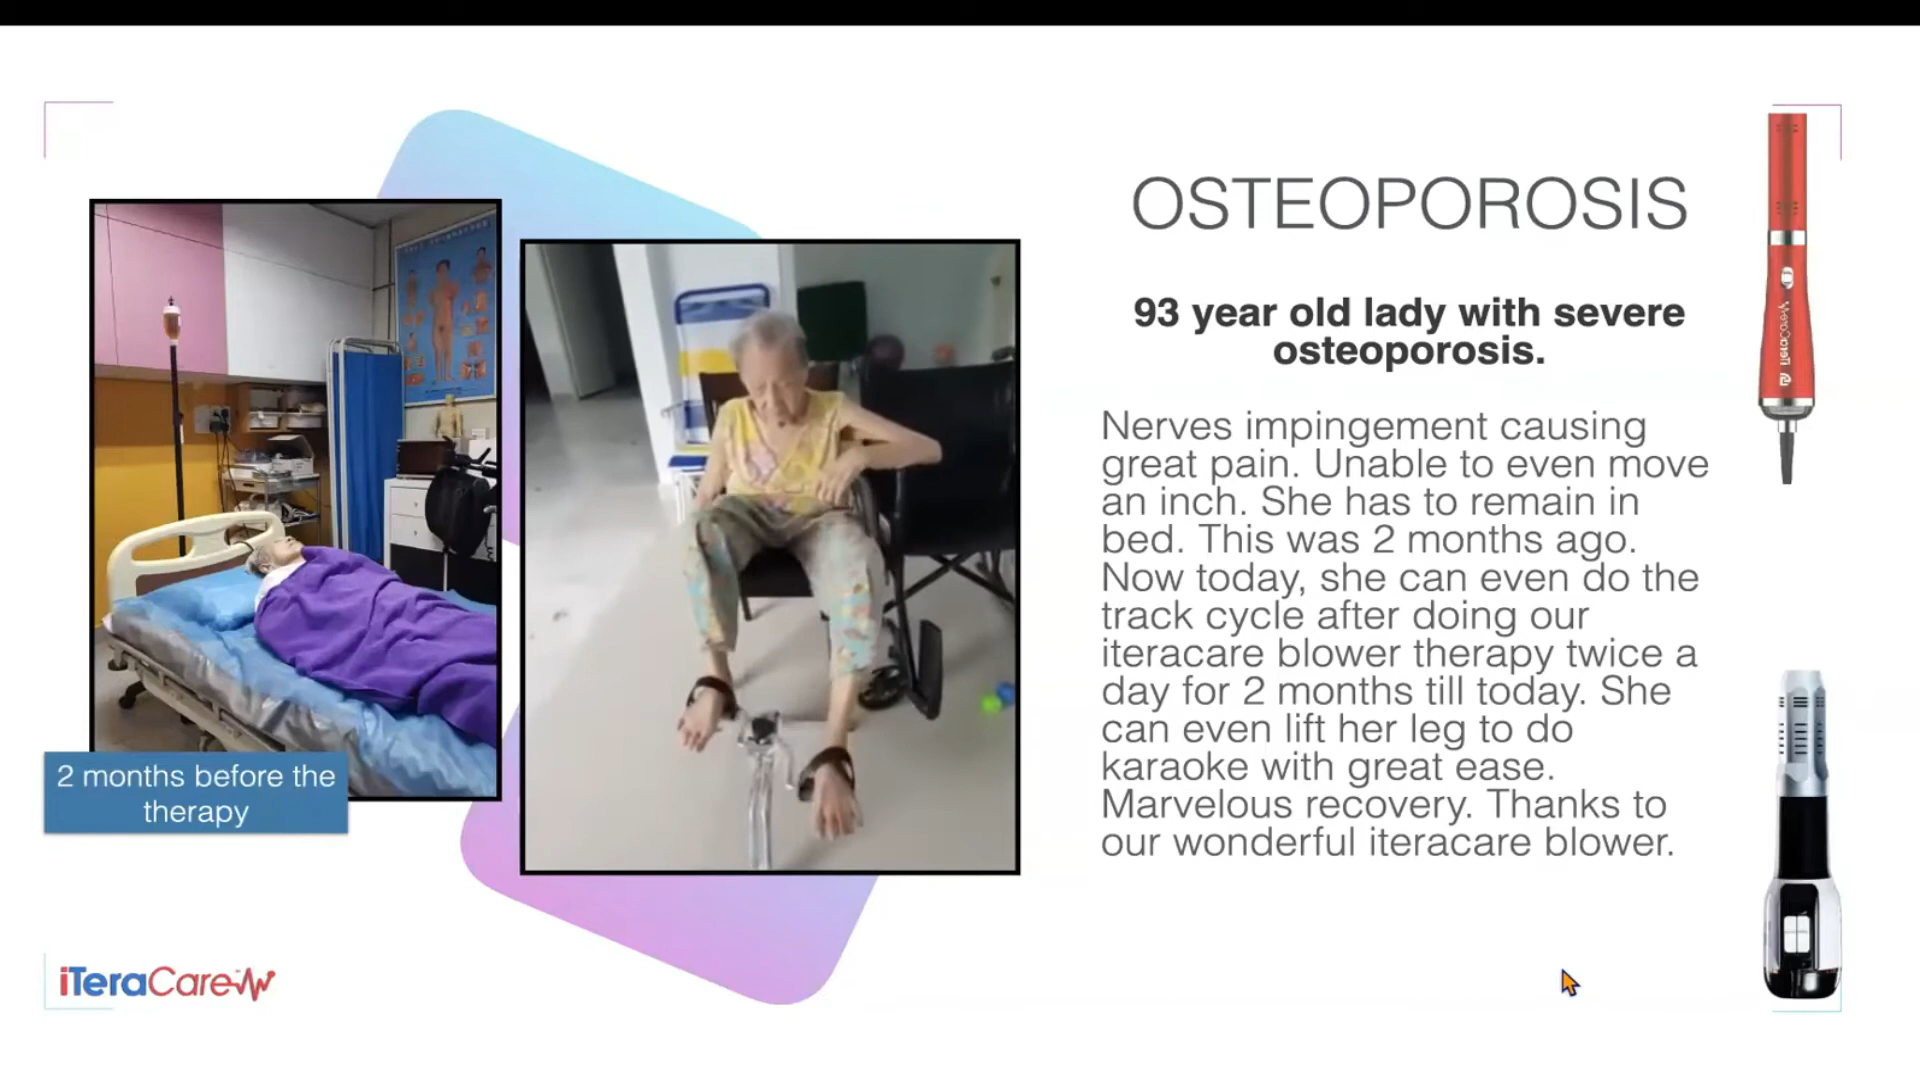 OSTEOPOROSIS
93 year old lady with severe
osteoporosis.
Nerves impingement causing
great pain. Unable to even move
an inch. She has to remain in
bed. This was 2 months ago.
Now today, she can even do the
track cycle after doing our
iteracare blower therapy twice a
day for 2 months till today. She
can even lift her leg to do
karaoke with great ease.
Marvelous recovery. Thanks to
our wonderful iteracare blower.
2 months before the
therapy
iTeraCare
iTeraCare